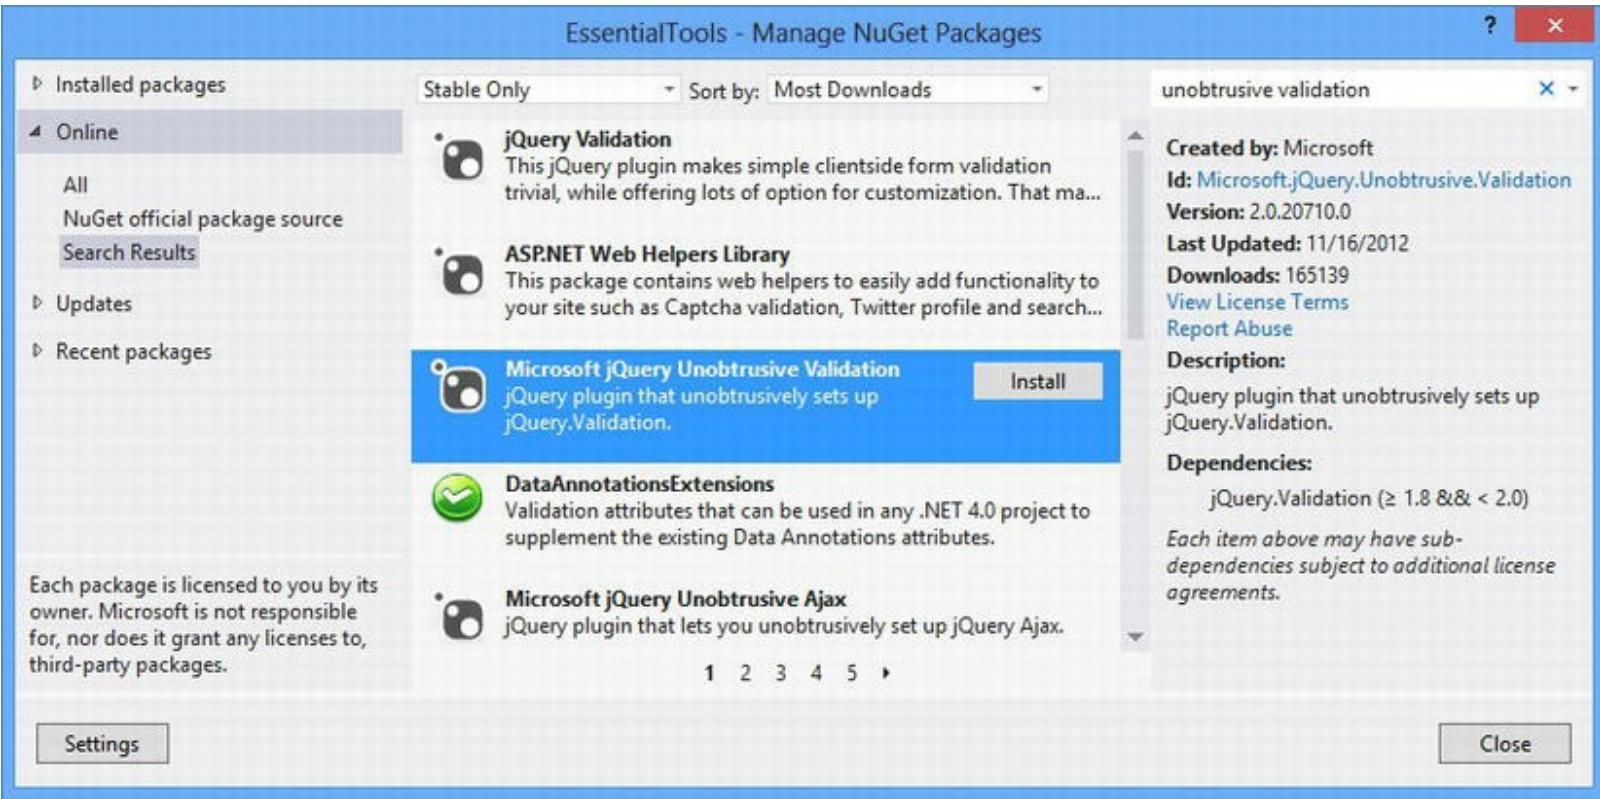 EssentialTools - Manage NuGet Packages
?
Installed packages
Online
All
NuGet official package source
Search Results
Updates
Recent packages
Each package is licensed to you by its
owner. Microsoft is not responsible
for, nor does it grant any licenses to,
third-party packages.
Settings
Stable Only
Sort by: Most Downloads
jQuery Validation
This jQuery plugin makes simple clientside form validation
trivial, while offering lots of option for customization. That ma...
ASP.NET Web Helpers Library
This package contains web helpers to easily add functionality to
your site such as Captcha validation, Twitter profile and search...
Microsoft jQuery Unobtrusive Validation
jQuery plugin that unobtrusively sets up
jQuery.Validation.
Install
DataAnnotationsExtensions
Validation attributes that can be used in any .NET 4.0 project to
supplement the existing Data Annotations attributes.
Microsoft jQuery Unobtrusive Ajax
jQuery plugin that lets you unobtrusively set up jQuery Ajax.
1 2 3 4 5
unobtrusive validation
Created by: Microsoft
Id: Microsoft.jQuery.Unobtrusive.Validation
Version: 2.0.20710.0
Last Updated: 11/16/2012
Downloads: 165139
View License Terms
Report Abuse
Description:
jQuery plugin that unobtrusively sets up
jQuery.Validation.
Dependencies:
jQuery.Validation (≥ 1.8 && < 2.0)
Each item above may have sub-
dependencies subject to additional license
agreements.
Close